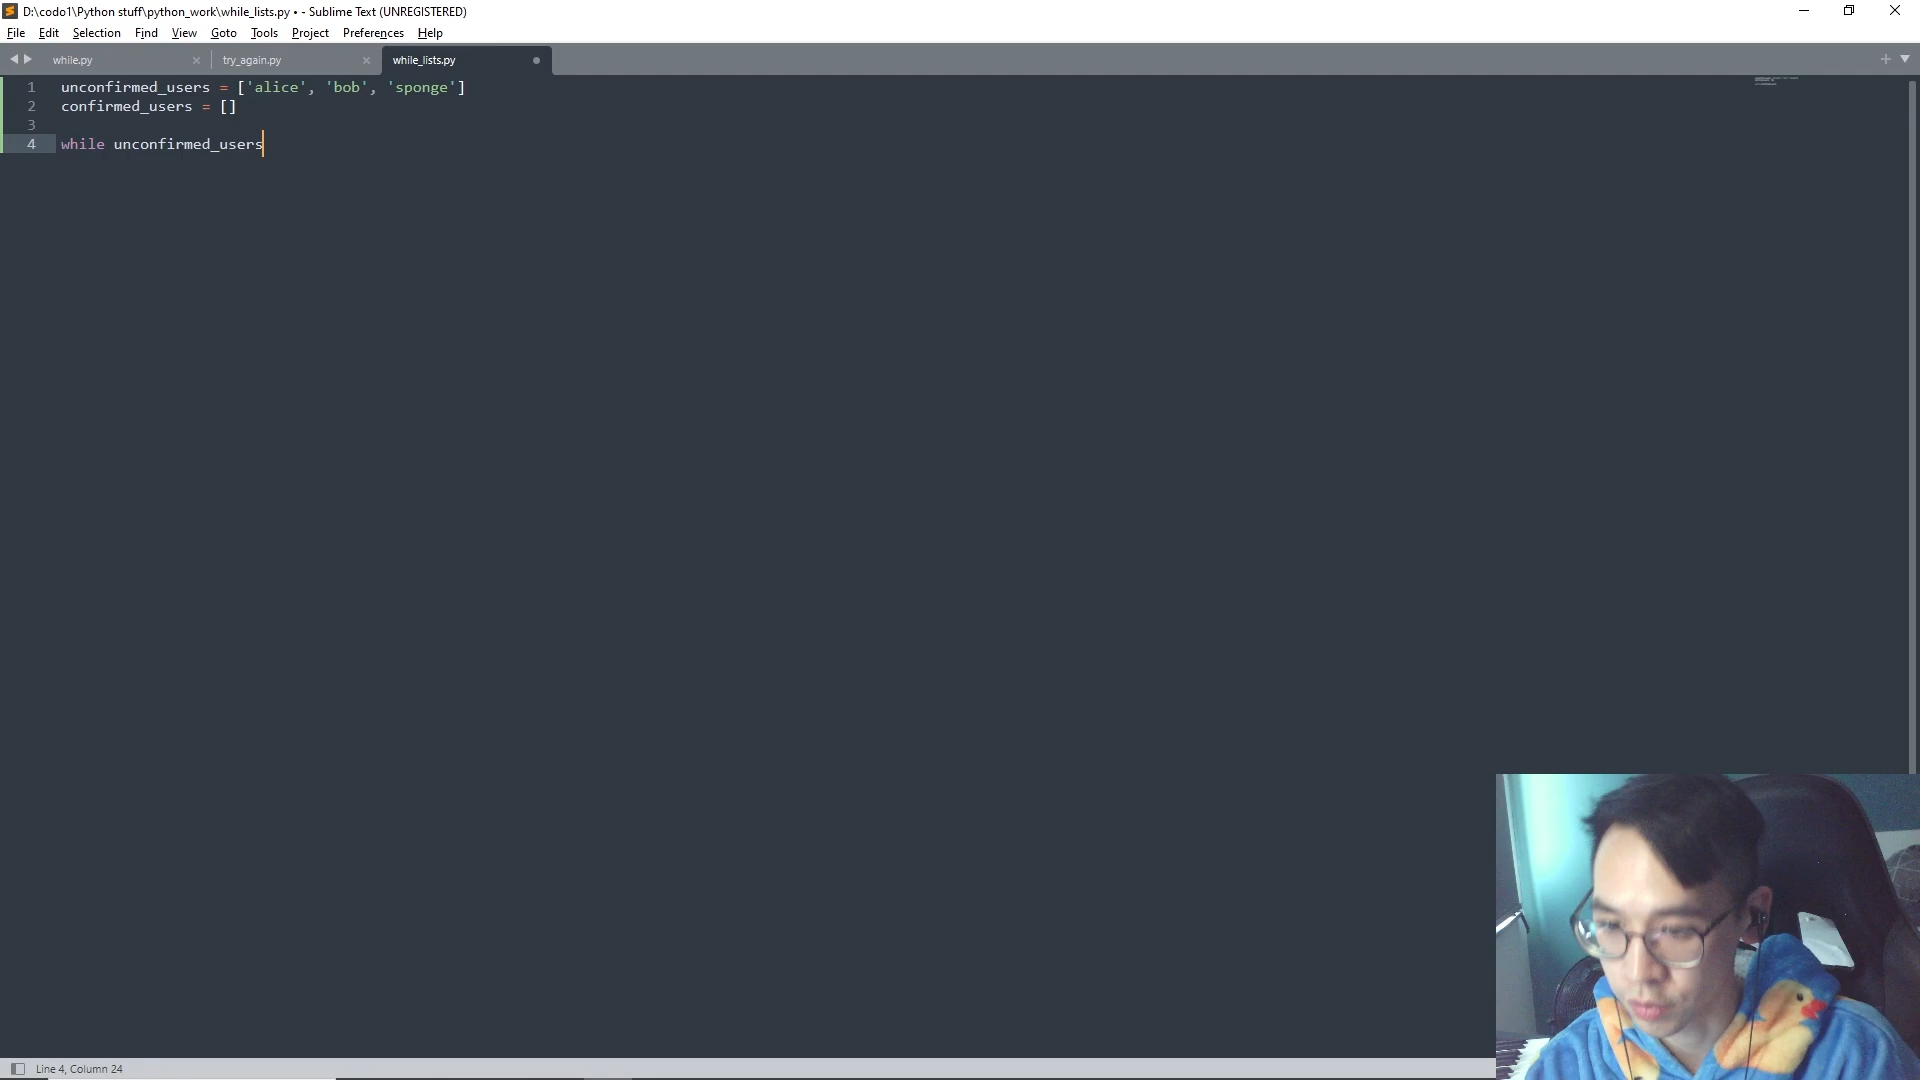 D:\codo1\Python stuff\python_work\while_lists.py • - Sublime Text (UNREGISTERED)
File Edit Selection Find View Goto Tools Project Preferences Help
while.py try_again.py while_lists.py
1 unconfirmed_users = ['alice', 'bob', 'sponge']
2 confirmed_users = []
3
4 while unconfirmed_users
Line 4, Column 24